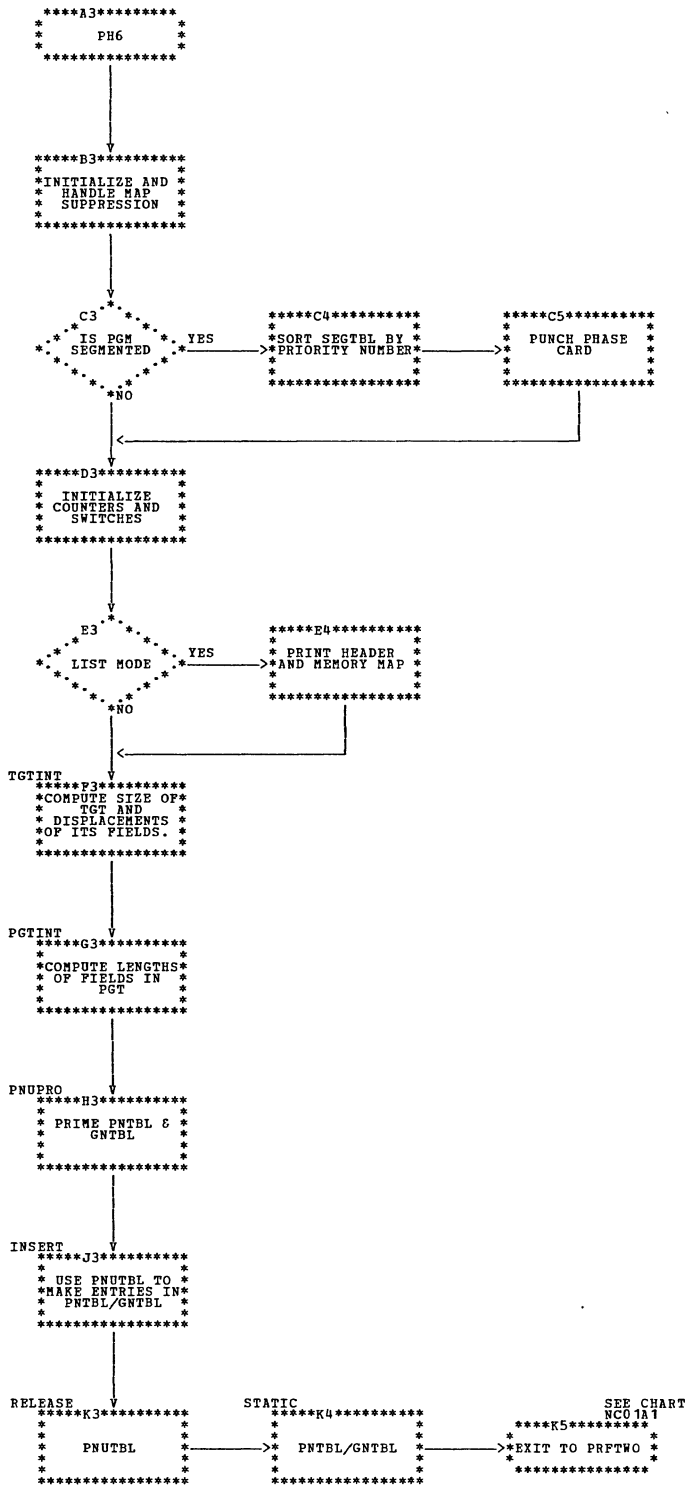 A3
PH6
B3
INITIALIZE AND
HANDLE MAP
SUPPRESSION
C3
IS PGM
SEGMENTED
YES
NO
C4
SORT SEGTBL BY
PRIORITY NUMBER
C5
PUNCH PHASE
CARD
D3
INITIALIZE
COUNTERS AND
SWITCHES
E3
LIST MODE
YES
NO
E4
PRINT HEADER
AND MEMORY MAP
TGTINT
F3
COMPUTE SIZE OF
TGT AND
DISPLACEMENTS
OF ITS FIELDS.
PGTINT
G3
COMPUTE LENGTHS
OF FIELDS IN
PGT
PNUPRO
H3
PRIME PNTBL &
GNTBL
INSERT
J3
USE PNUTBL TO
MAKE ENTRIES IN
PNTBL/GNTBL
RELEASE
K3
PNUTBL
STATIC
K4
PNTBL/GNTBL
SEE CHART
NC01A1
K5
EXIT TO PRFTWO